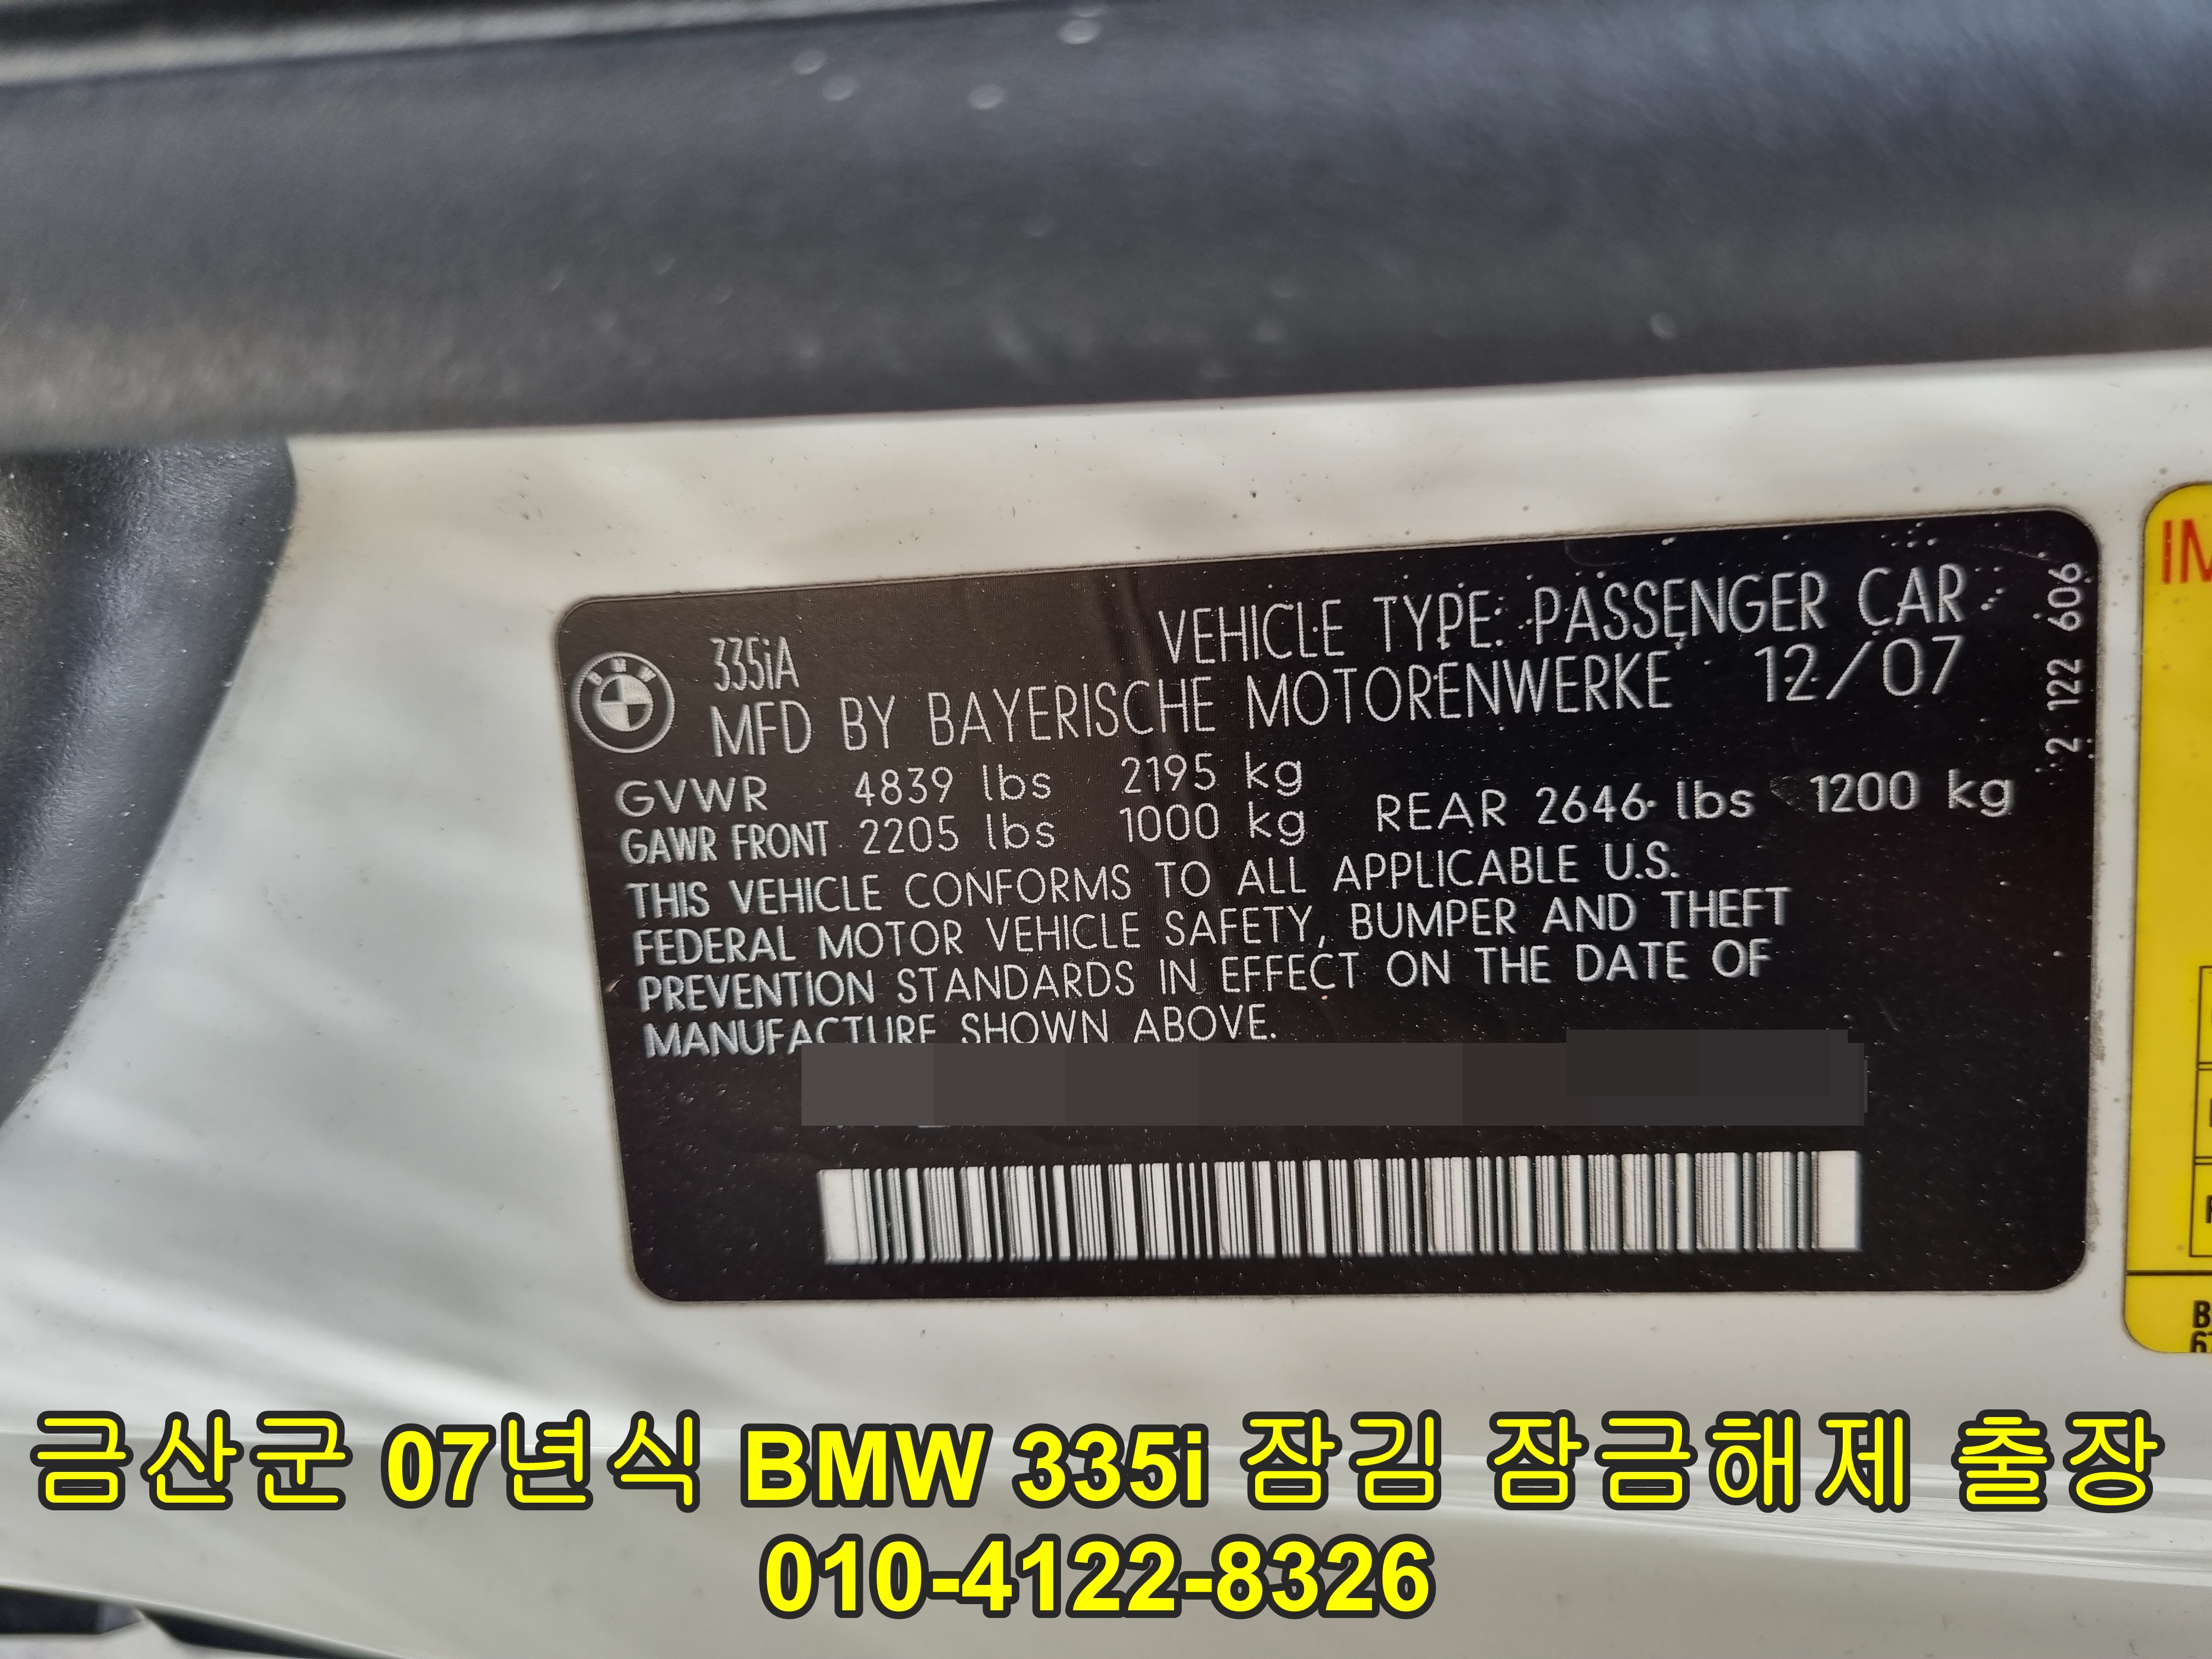 335iA
VEHICLE TYPE: PASSENGER CAR
MFD BY BAYERISCHE MOTORENWERKE 12/07
GVWR 4839 lbs 2195 kg
GAWR FRONT 2205 lbs 1000 kg REAR 2646 lbs 1200 kg
THIS VEHICLE CONFORMS TO ALL APPLICABLE U.S.
FEDERAL MOTOR VEHICLE SAFETY, BUMPER AND THEFT
PREVENTION STANDARDS IN EFFECT ON THE DATE OF
MANUFACTURE SHOWN ABOVE.
2 122 606
BMW
금산군 07년식 BMW 335i 잠김 잠금해제 출장
010-4122-8326